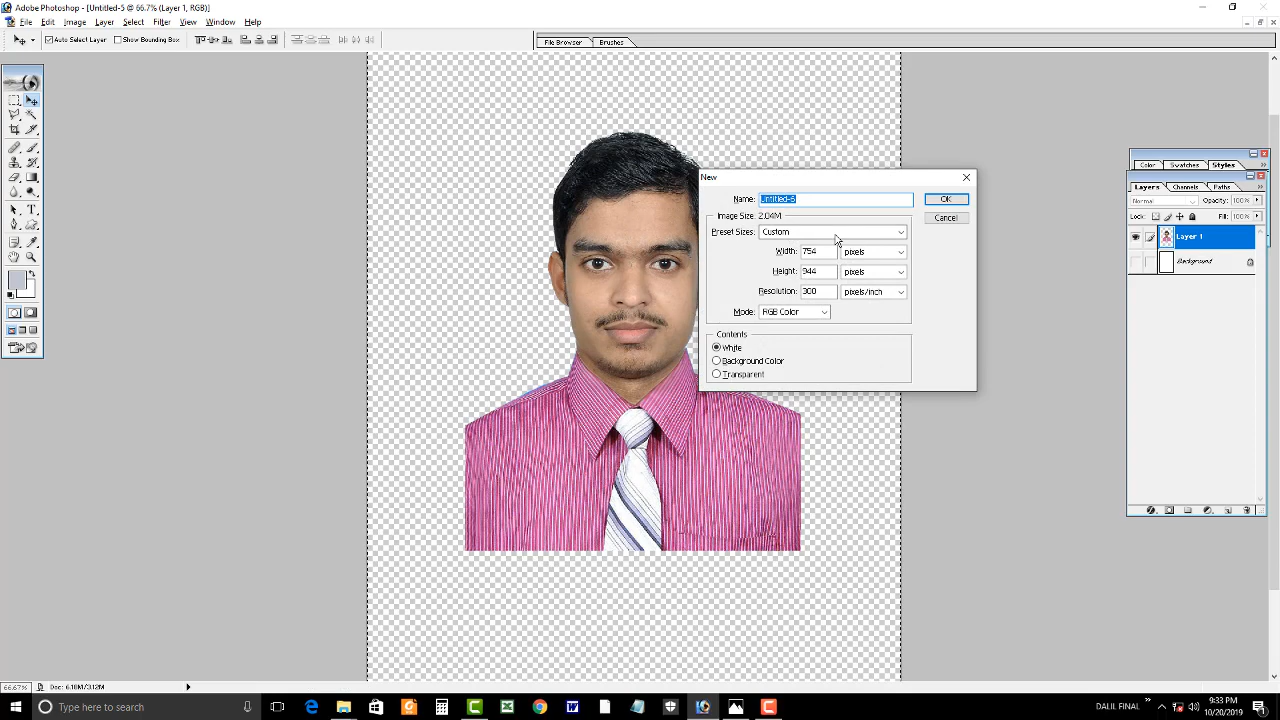 Adobe Photoshop - [Untitled-5 @ 66.7% (Layer 1, RGB)]
File Edit Image Layer Select Filter View Window Help
Auto Select Layer Show Bounding Box
File Browser Brushes
New
Name: Untitled-6
OK
Image Size: 2.04M
Cancel
Preset Sizes: Custom
Width: 754 pixels
Height: 944 pixels
Resolution: 300 pixels/inch
Mode: RGB Color
Contents
White
Background Color
Transparent
Color Swatches Styles
Layers Channels Paths
Normal Opacity: 100%
Lock: Fill: 100%
Layer 1
Background
66.67% Doc: 6.18M/3.12M
Type here to search
DALIL FINAL
9:33 PM
10/20/2019